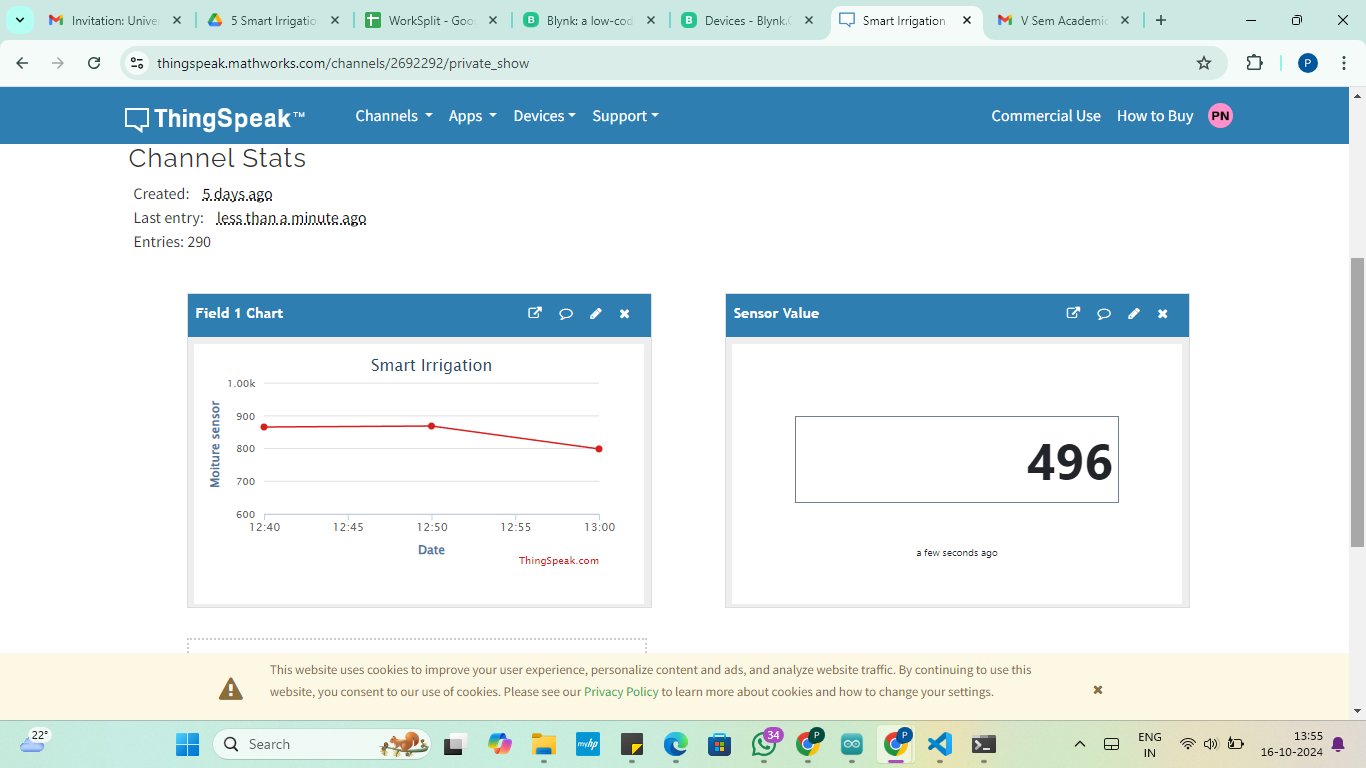 Invitation: Unive
5 Smart Irrigatio
WorkSplit - Goo
Blynk: a low-cod
Devices - Blynk.C
Smart Irrigation
V Sem Academic
thingspeak.mathworks.com/channels/2692292/private_show
P
ThingSpeak™
Channels
Apps
Devices
Support
Commercial Use
How to Buy
PN
Channel Stats
Created: 5 days ago
Last entry: less than a minute ago
Entries: 290
Field 1 Chart
Smart Irrigation
Moiture sensor
1.00k
900
800
700
600
12:40 12:45 12:50 12:55 13:00
Date
ThingSpeak.com
Sensor Value
496
a few seconds ago
This website uses cookies to improve your user experience, personalize content and ads, and analyze website traffic. By continuing to use this
website, you consent to our use of cookies. Please see our Privacy Policy to learn more about cookies and how to change your settings.
22°
Search
myhp
34
P
P
ENG
IN
13:55
16-10-2024